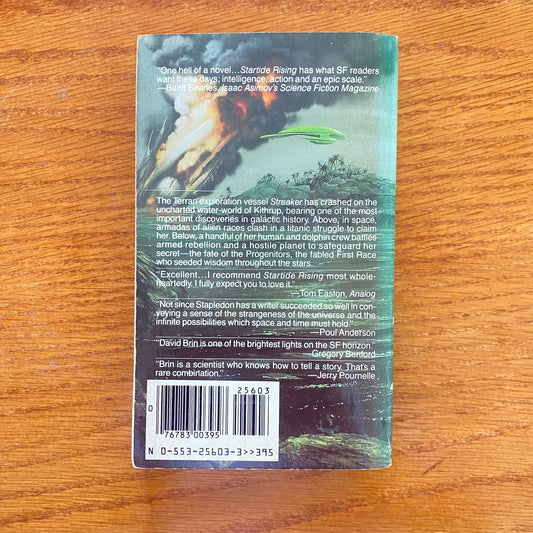 "One hell of a novel...Startide Rising has what SF readers
want these days; intelligence, action and an epic scale."
—Baird Searles, Isaac Asimov's Science Fiction Magazine
The Terran exploration vessel Streaker has crashed on the
uncharted water-world of Kithrup, bearing one of the most
important discoveries in galactic history. Above, in space,
armadas of alien races clash in a titanic struggle to claim
her. Below, a handful of her human and dolphin crew battles
armed rebellion and a hostile planet to safeguard her
secret—the fate of the Progenitors, the fabled First Race
who seeded wisdom throughout the stars.
"Excellent...I recommend Startide Rising most whole-
heartedly. I fully expect you to love it."
—Tom Easton, Analog
"Not since Stapledon has a writer succeeded so well in con-
veying a sense of the strangeness of the universe and the
infinite possibilities which space and time must hold."
—Poul Anderson
"David Brin is one of the brightest lights on the SF horizon."
—Gregory Benford
"Brin is a scientist who knows how to tell a story. That's a
rare combination."
—Jerry Pournelle
25603
0
76783 00395
N 0-553-25603-3>>395